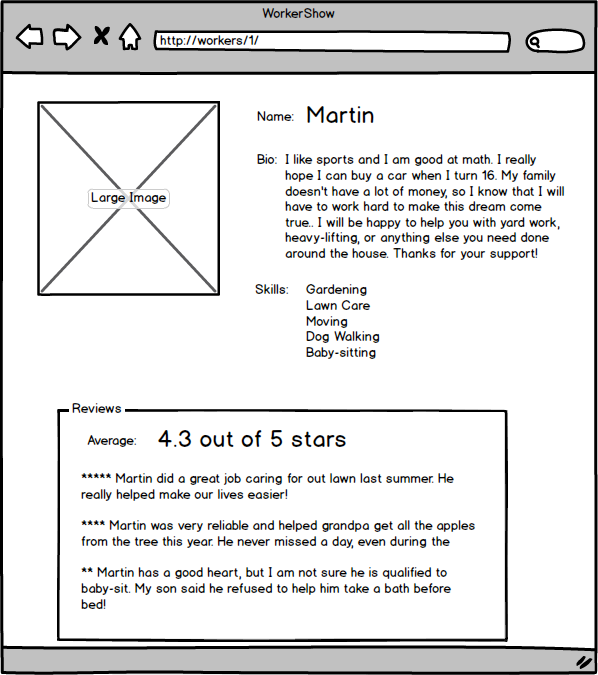 WorkerShow
http://workers/1/
Large Image
Name: Martin
Bio: I like sports and I am good at math. I really
hope I can buy a car when I turn 16. My family
doesn't have a lot of money, so I know that I will
have to work hard to make this dream come
true.. I will be happy to help you with yard work,
heavy-lifting, or anything else you need done
around the house. Thanks for your support!
Skills: Gardening
Lawn Care
Moving
Dog Walking
Baby-sitting
Reviews
Average: 4.3 out of 5 stars
***** Martin did a great job caring for out lawn last summer. He
really helped make our lives easier!
**** Martin was very reliable and helped grandpa get all the apples
from the tree this year. He never missed a day, even during the
** Martin has a good heart, but I am not sure he is qualified to
baby-sit. My son said he refused to help him take a bath before
bed!